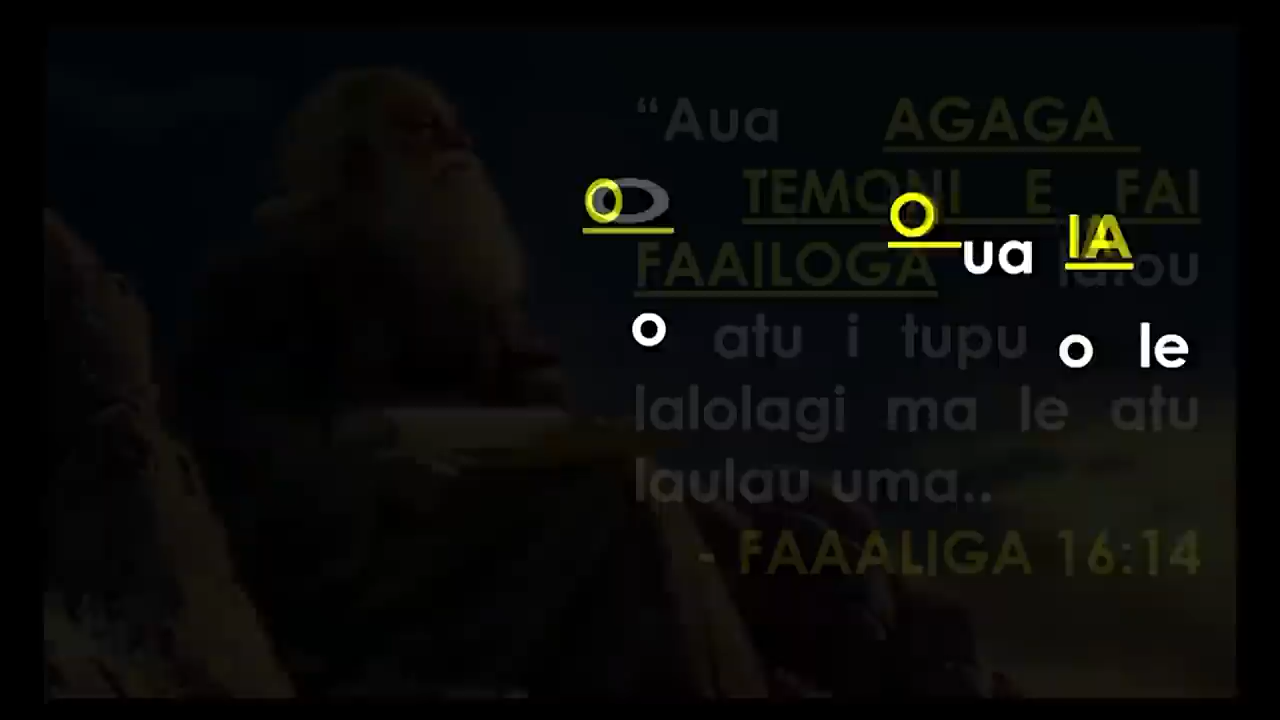 “Aua O AGAGA
O TEMONI E FAI
FAAILOGA ua IA latou
o atu i tupu o le
lalolagi ma le atu
laulau uma..
- FAAALIGA 16:14